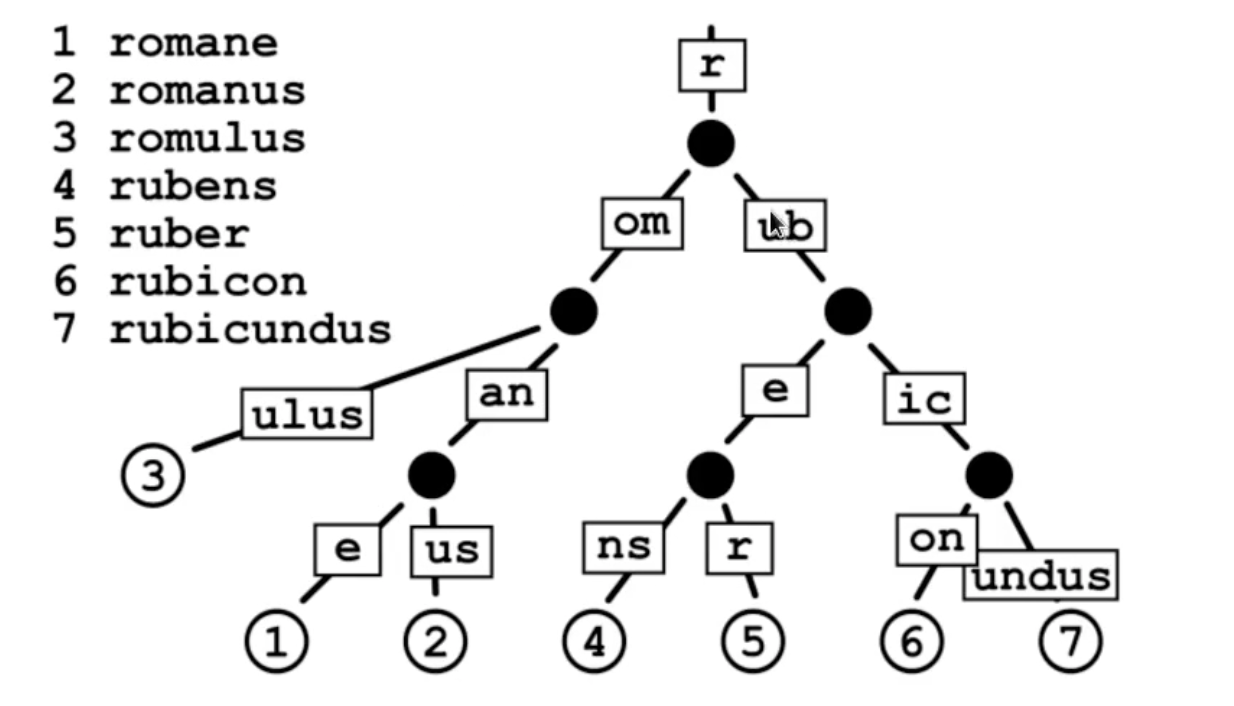 1 romane
2 romanus
3 romulus
4 rubens
5 ruber
6 rubicon
7 rubicundus
r
om
ub
ulus
an
e
ic
3
e
us
ns
r
on
undus
1
2
4
5
6
7